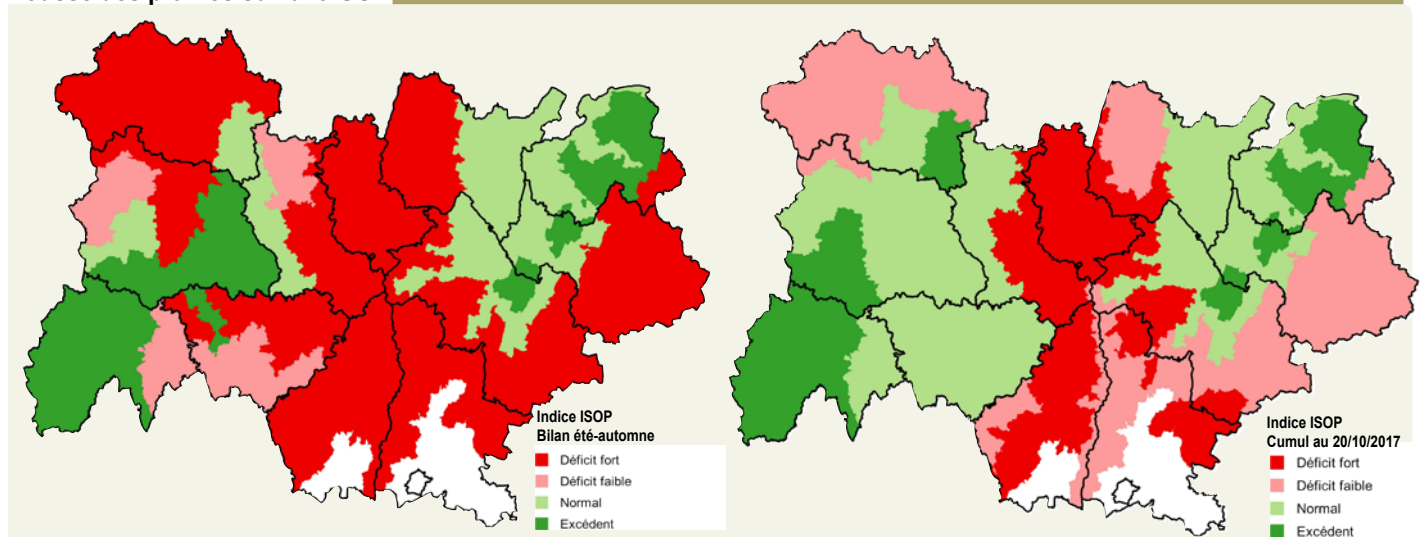 Indice ISOP
Bilan été-automne
Déficit fort
Déficit faible
Normal
Excédent
Indice ISOP
Cumul au 20/10/2017
Déficit fort
Déficit faible
Normal
Excédent